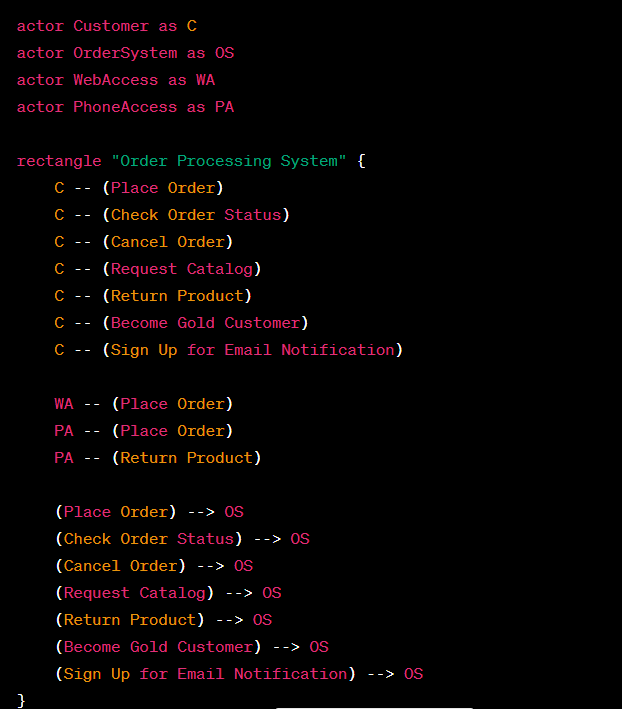 actor Customer as C
actor OrderSystem as OS
actor WebAccess as WA
actor PhoneAccess as PA
rectangle "Order Processing System" {
C -- (Place Order)
C -- (Check Order Status)
C -- (Cancel Order)
C -- (Request Catalog)
C -- (Return Product)
C -- (Become Gold Customer)
C -- (Sign Up for Email Notification)
WA -- (Place Order)
PA -- (Place Order)
PA -- (Return Product)
(Place Order) --> OS
(Check Order Status) --> OS
(Cancel Order) --> OS
(Request Catalog) --> OS
(Return Product) --> OS
(Become Gold Customer) --> OS
(Sign Up for Email Notification) --> OS
}